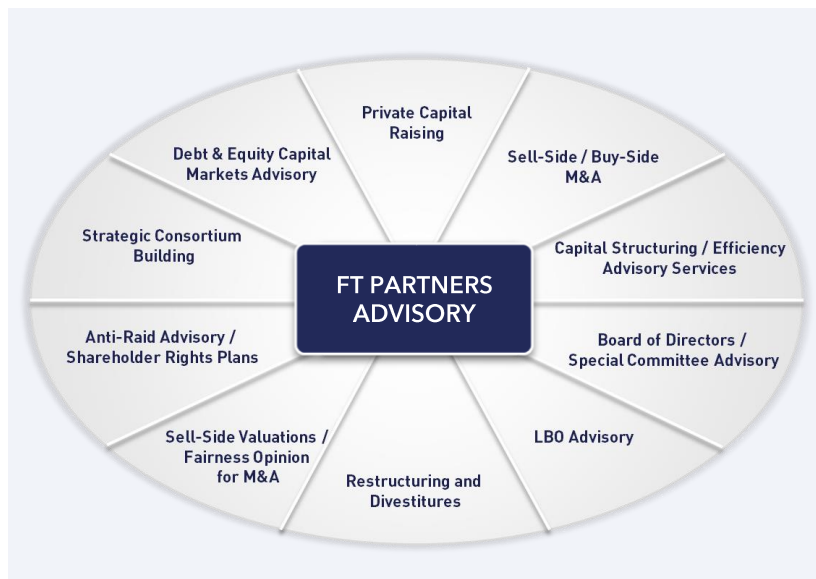 Private Capital
Raising
Sell-Side / Buy-Side
M&A
Capital Structuring / Efficiency
Advisory Services
Board of Directors /
Special Committee Advisory
LBO Advisory
Restructuring and
Divestitures
Sell-Side Valuations /
Fairness Opinion
for M&A
Anti-Raid Advisory /
Shareholder Rights Plans
Strategic Consortium
Building
Debt & Equity Capital
Markets Advisory
FT PARTNERS
ADVISORY